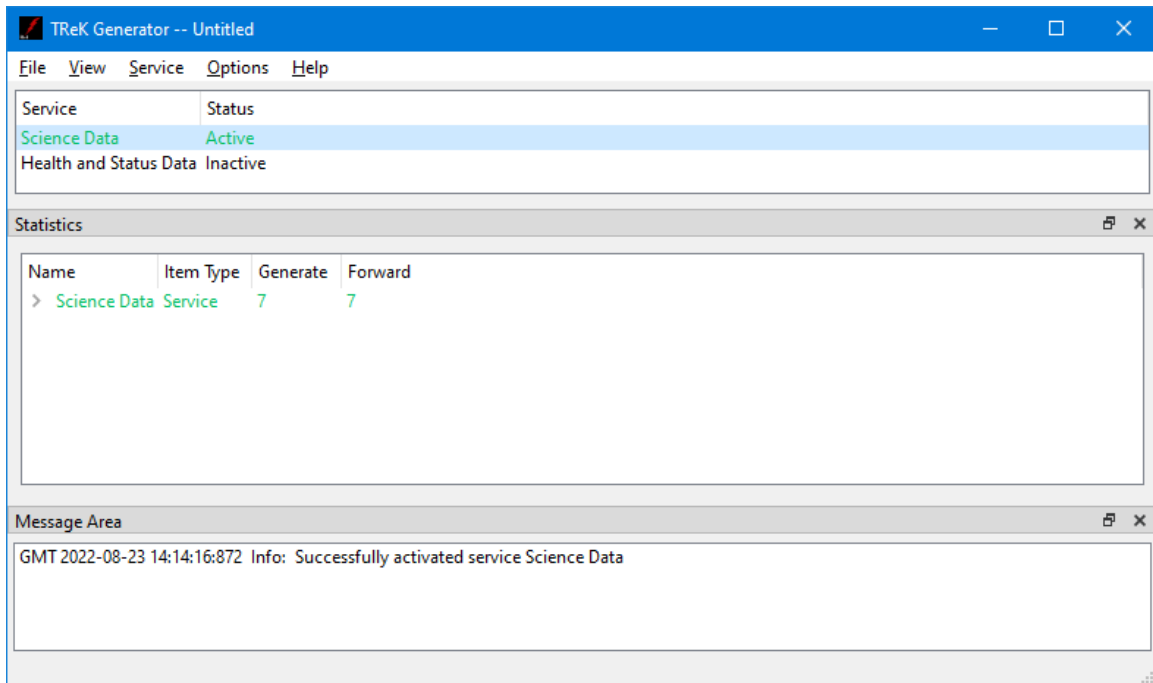 TReK Generator -- Untitled
File View Service Options Help
Service Status
Science Data Active
Health and Status Data Inactive
Statistics
Name Item Type Generate Forward
Science Data Service 7 7
Message Area
GMT 2022-08-23 14:14:16:872 Info: Successfully activated service Science Data